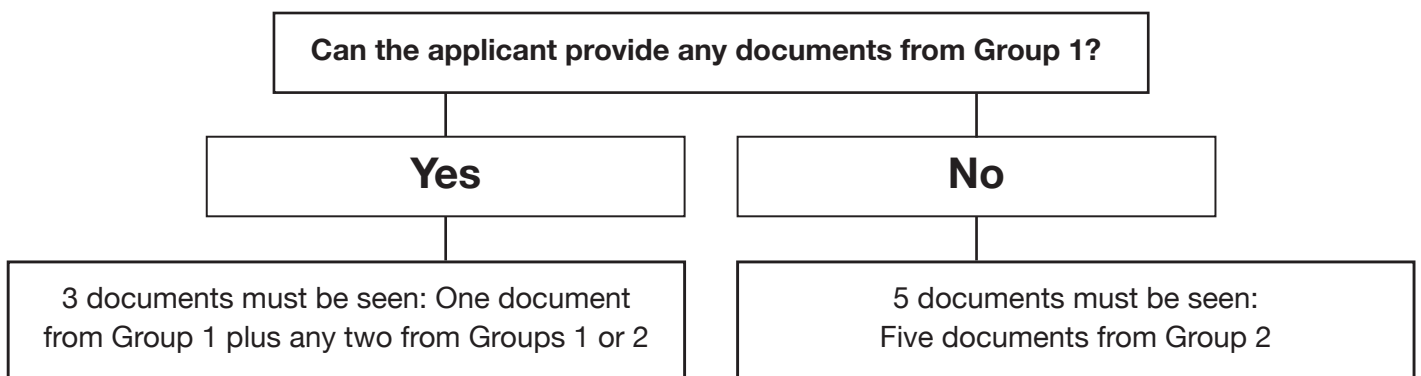 Can the applicant provide any documents from Group 1?
Yes
No
3 documents must be seen: One document
from Group 1 plus any two from Groups 1 or 2
5 documents must be seen:
Five documents from Group 2